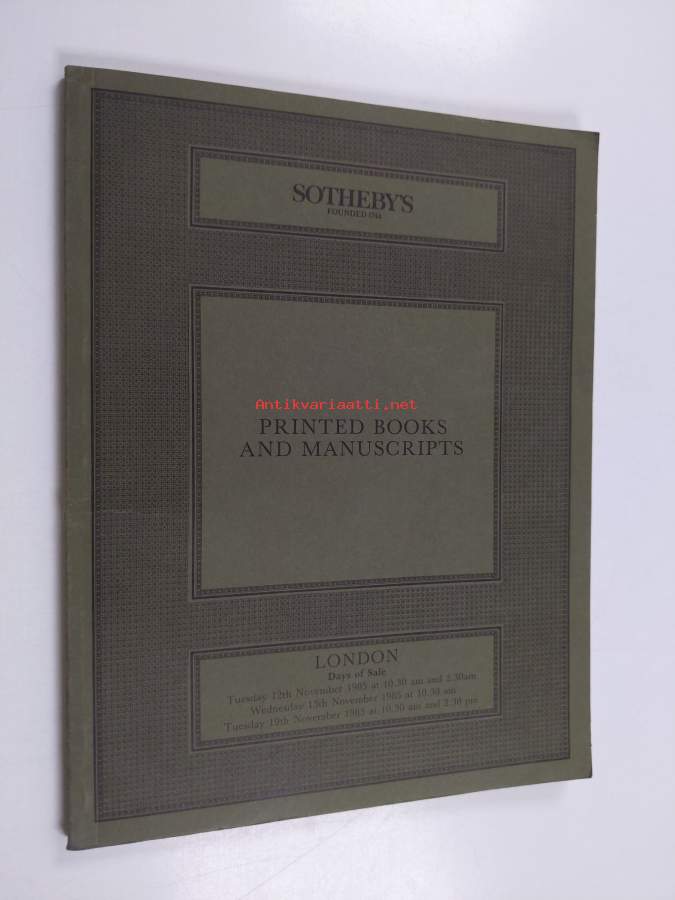 SOTHEBY'S
FOUNDED 1744
Antikvariaatti.net
PRINTED BOOKS
AND MANUSCRIPTS
LONDON
Days of Sale
Tuesday 12th November 1985 at 10.30 am and 2.30am
Wednesday 13th November 1985 at 10.30 am
Tuesday 19th November 1985 at 10.30 am and 2.30 pm